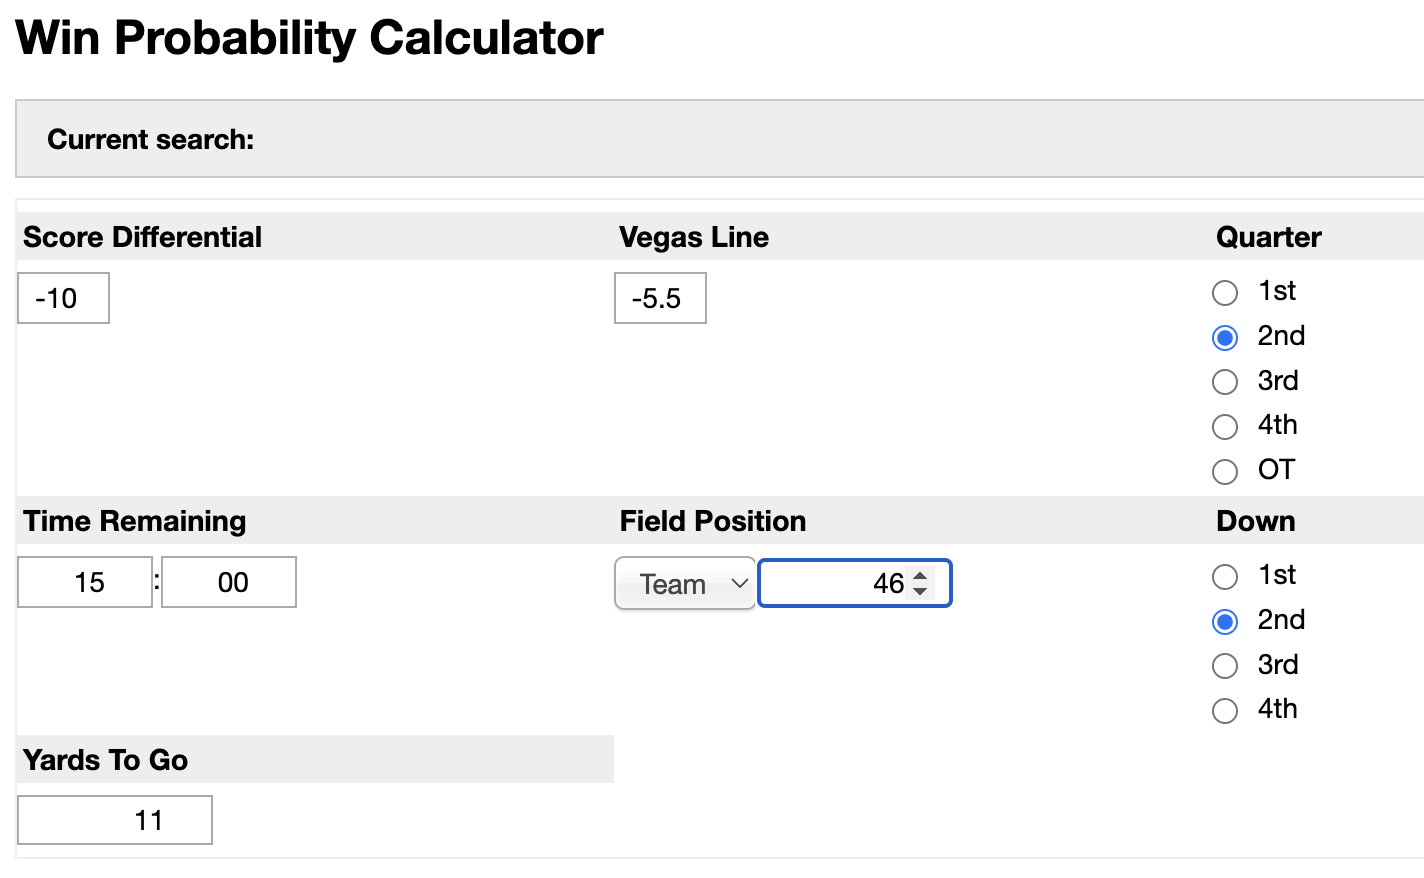 Win Probability Calculator
Current search:
Score Differential
-10
Vegas Line
-5.5
Quarter
1st
2nd
3rd
4th
OT
Time Remaining
15 : 00
Field Position
Team 46
Down
1st
2nd
3rd
4th
Yards To Go
11